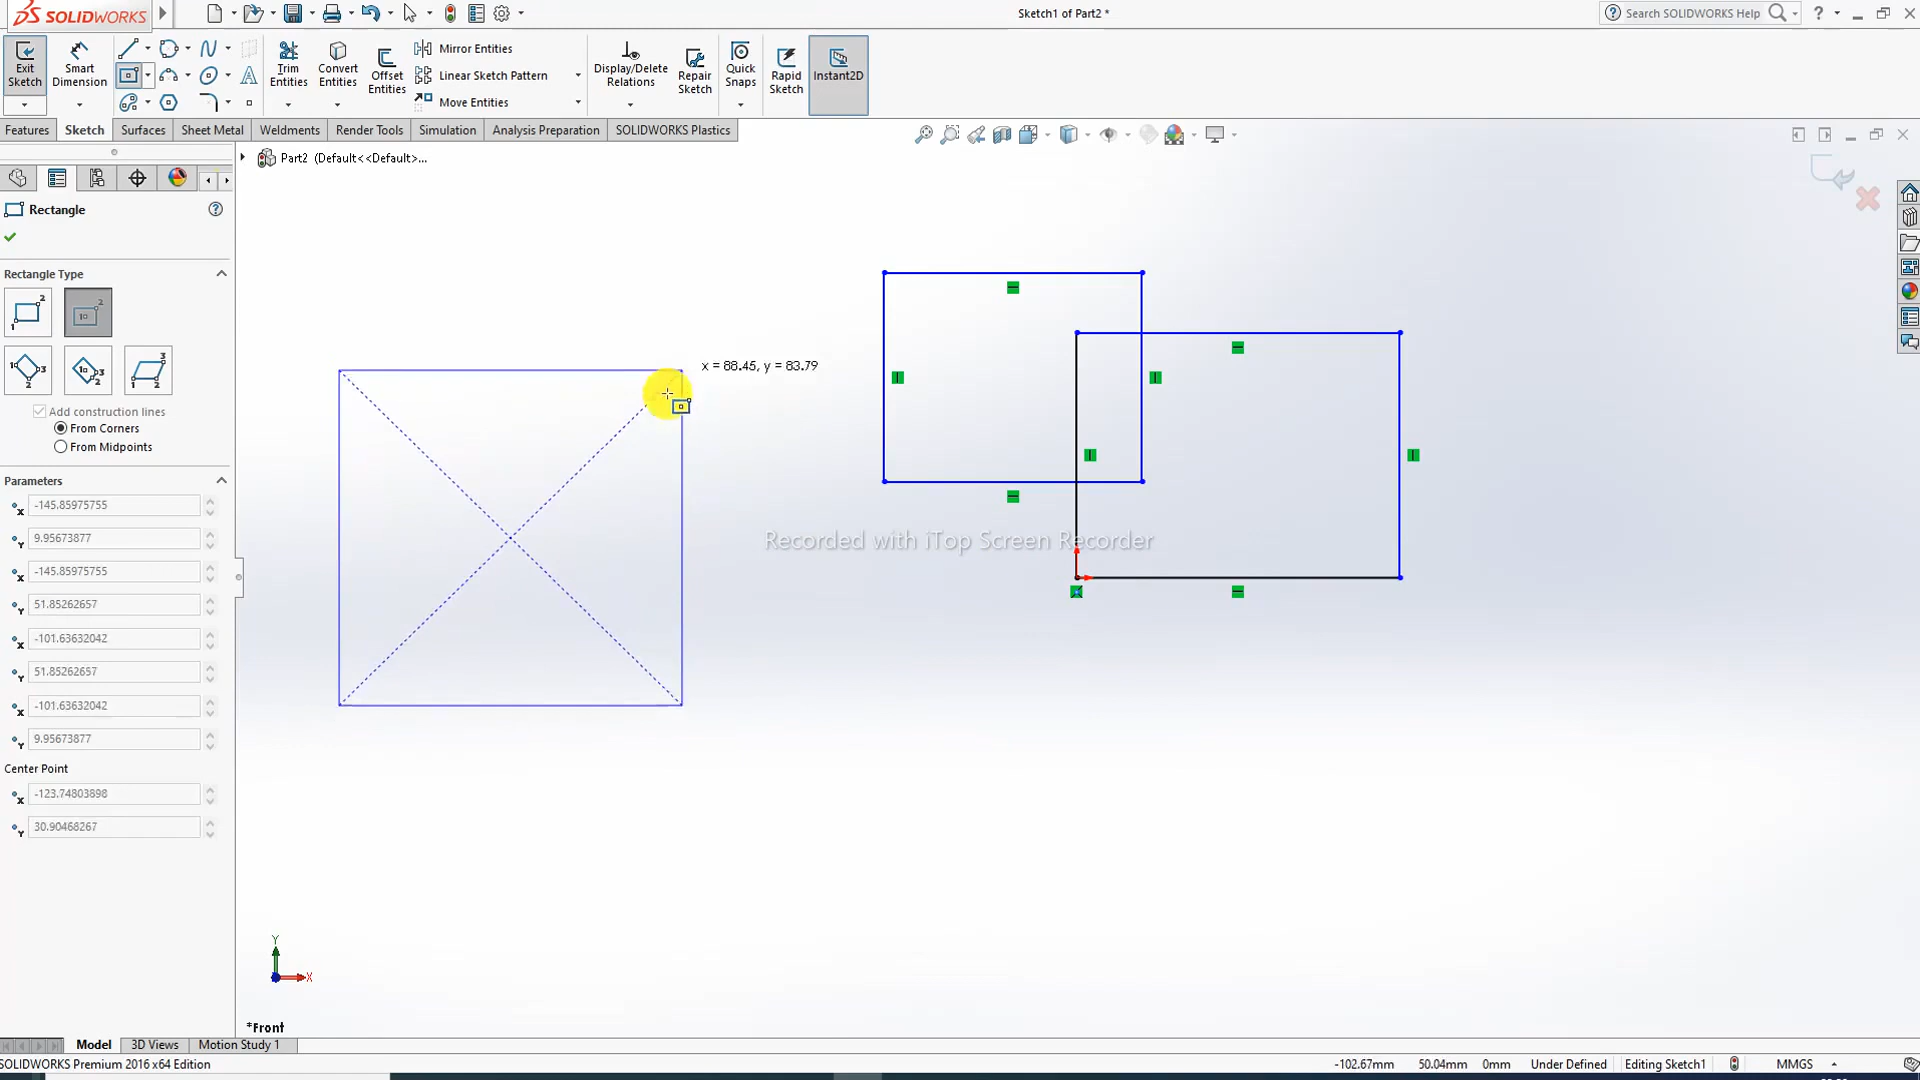 SOLIDWORKS
Sketch1 of Part2 *
Search SOLIDWORKS Help
Exit Sketch
Smart Dimension
Trim Entities
Convert Entities
Offset Entities
Mirror Entities
Linear Sketch Pattern
Move Entities
Display/Delete Relations
Repair Sketch
Quick Snaps
Rapid Sketch
Instant2D
Features
Sketch
Surfaces
Sheet Metal
Weldments
Render Tools
Simulation
Analysis Preparation
SOLIDWORKS Plastics
Part2 (Default<<Default>...
Rectangle
Rectangle Type
Add construction lines
From Corners
From Midpoints
Parameters
-145.85975755
9.95673877
-145.85975755
51.85262657
-101.63632042
51.85262657
-101.63632042
9.95673877
Center Point
-123.74803898
30.90468267
x = 88.45, y = 83.79
Recorded with iTop Screen Recorder
Y
X
*Front
Model
3D Views
Motion Study 1
SOLIDWORKS Premium 2016 x64 Edition
-102.67mm
50.04mm
0mm
Under Defined
Editing Sketch1
MMGS